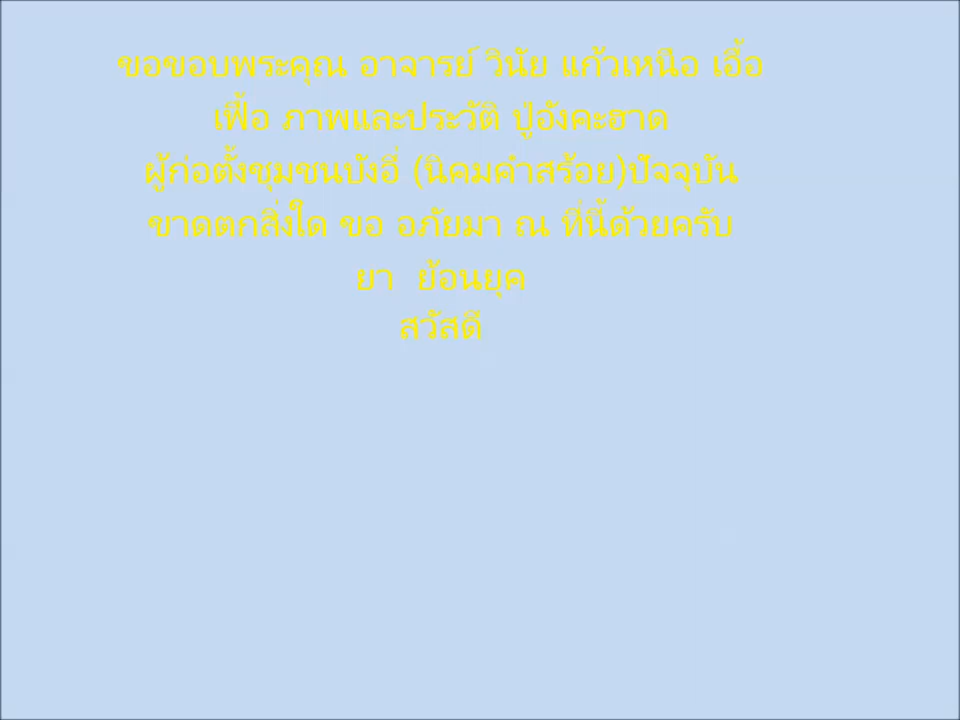 ขอขอบพระคุณ อาจารย์ วินัย แก้วเหนือ เอื้อ
เฟื้อ ภาพและประวัติ ปู่อังคะฮาด
ผู้ก่อตั้งชุมชนบังฮี่ (นิคมคำสร้อย)ปัจจุบัน
ขาดตกสิ่งใด ขอ อภัยมา ณ ที่นี้ด้วยครับ
ยา  ย้อนยุค
สวัสดี